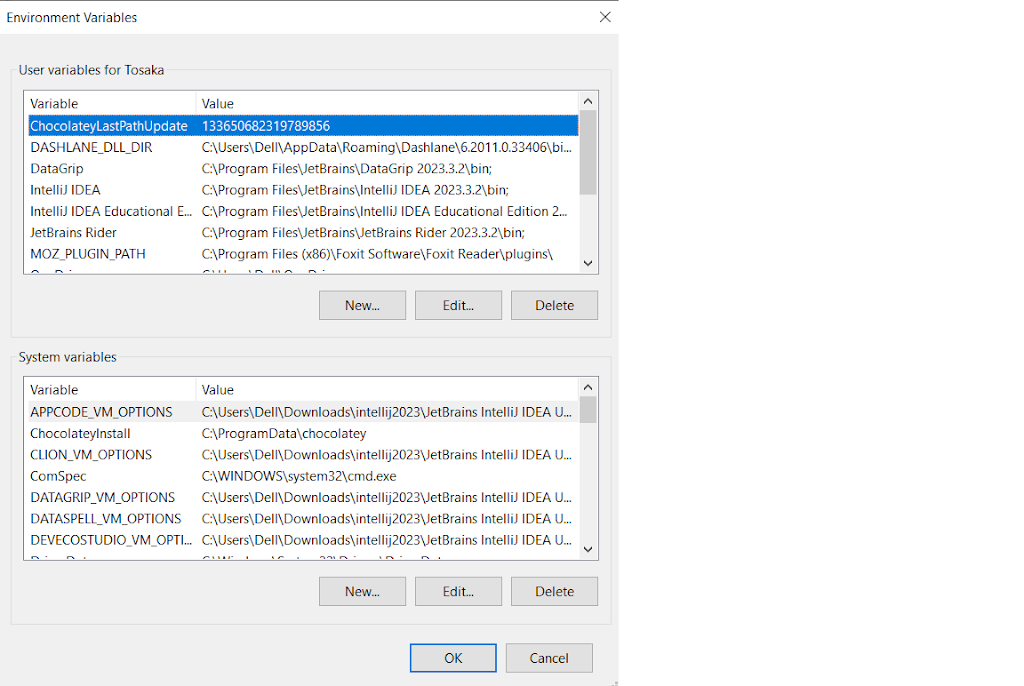 Environment Variables
User variables for Tosaka
Variable Value
ChocolateyLastPathUpdate 133650682319789856
DASHLANE_DLL_DIR C:\Users\Dell\AppData\Roaming\Dashlane\6.2011.0.33406\bi...
DataGrip C:\Program Files\JetBrains\DataGrip 2023.3.2\bin;
IntelliJ IDEA C:\Program Files\JetBrains\IntelliJ IDEA 2023.3.2\bin;
IntelliJ IDEA Educational E... C:\Program Files\JetBrains\IntelliJ IDEA Educational Edition 2...
JetBrains Rider C:\Program Files\JetBrains\JetBrains Rider 2023.3.2\bin;
MOZ_PLUGIN_PATH C:\Program Files (x86)\Foxit Software\Foxit Reader\plugins\
New... Edit... Delete
System variables
Variable Value
APPCODE_VM_OPTIONS C:\Users\Dell\Downloads\intellij2023\JetBrains IntelliJ IDEA U...
ChocolateyInstall C:\ProgramData\chocolatey
CLION_VM_OPTIONS C:\Users\Dell\Downloads\intellij2023\JetBrains IntelliJ IDEA U...
ComSpec C:\WINDOWS\system32\cmd.exe
DATAGRIP_VM_OPTIONS C:\Users\Dell\Downloads\intellij2023\JetBrains IntelliJ IDEA U...
DATASPELL_VM_OPTIONS C:\Users\Dell\Downloads\intellij2023\JetBrains IntelliJ IDEA U...
DEVECOSTUDIO_VM_OPTI... C:\Users\Dell\Downloads\intellij2023\JetBrains IntelliJ IDEA U...
New... Edit... Delete
OK Cancel